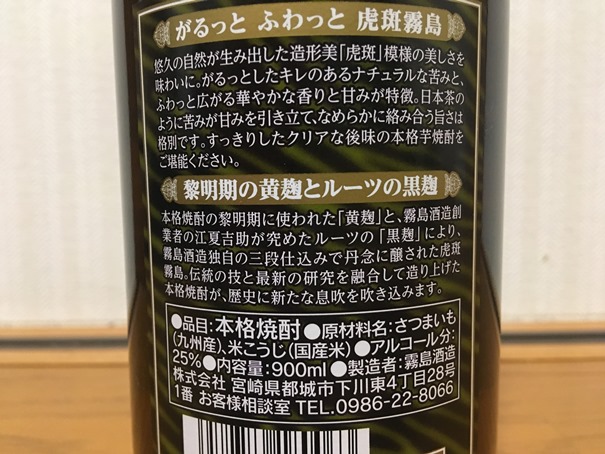 がるっと ふわっと 虎斑霧島
悠久の自然が生み出した造形美「虎斑」模様の美しさを
味わいに。がるっとしたキレのあるナチュラルな苦みと、
ふわっと広がる華やかな香りと甘みが特徴。日本茶の
ように苦みが甘みを引き立て、なめらかに絡み合う旨さは
格別です。すっきりしたクリアな後味の本格芋焼酎を
ご堪能ください。
黎明期の黄麹とルーツの黒麹
本格焼酎の黎明期に使われた「黄麹」と、霧島酒造創
業者の江夏吉助が究めたルーツの「黒麹」により、
霧島酒造独自の三段仕込みで丹念に醸された虎斑
霧島。伝統の技と最新の研究を融合して造り上げた
本格焼酎が、歴史に新たな息吹を吹き込みます。
●品目:本格焼酎●原材料名:さつまいも
(九州産)、米こうじ(国産米)●アルコール分:
25%●内容量:900ml●製造者:霧島酒造
株式会社 宮崎県都城市下川東4丁目28号
1番 お客様相談室 TEL.0986-22-8066